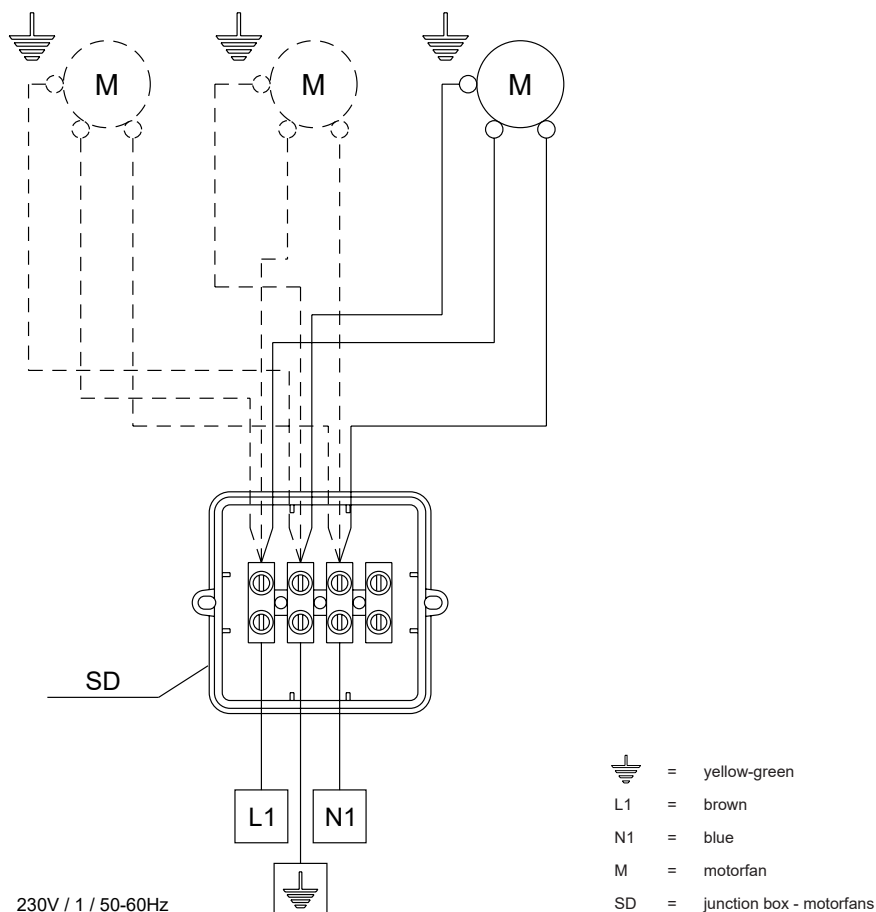 M M M
SD
L1 N1
230V / 1 / 50-60Hz
= yellow-green
L1 = brown
N1 = blue
M = motorfan
SD = junction box - motorfans